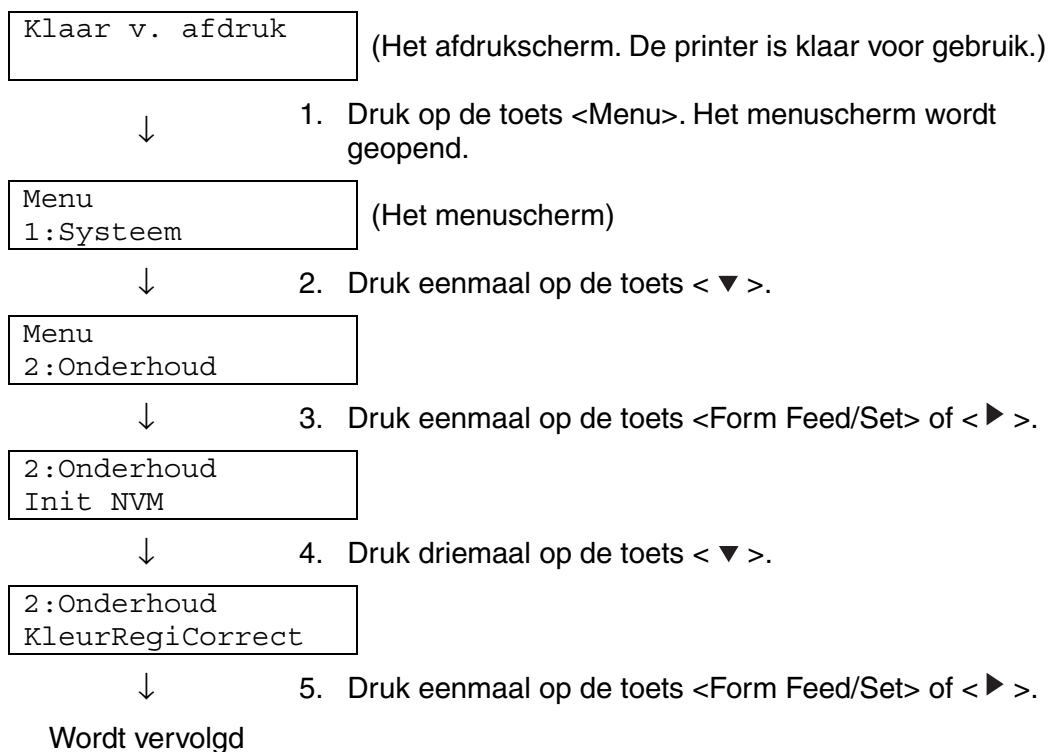 Klaar v. afdruk
(Het afdrukscherm. De printer is klaar voor gebruik.)
↓
1. Druk op de toets <Menu>. Het menuscherm wordt
geopend.
Menu
1:Systeem
(Het menuscherm)
↓
2. Druk eenmaal op de toets < ▼ >.
Menu
2:Onderhoud
↓
3. Druk eenmaal op de toets <Form Feed/Set> of < ▶ >.
2:Onderhoud
Init NVM
↓
4. Druk driemaal op de toets < ▼ >.
2:Onderhoud
KleurRegiCorrect
↓
5. Druk eenmaal op de toets <Form Feed/Set> of < ▶ >.
Wordt vervolgd